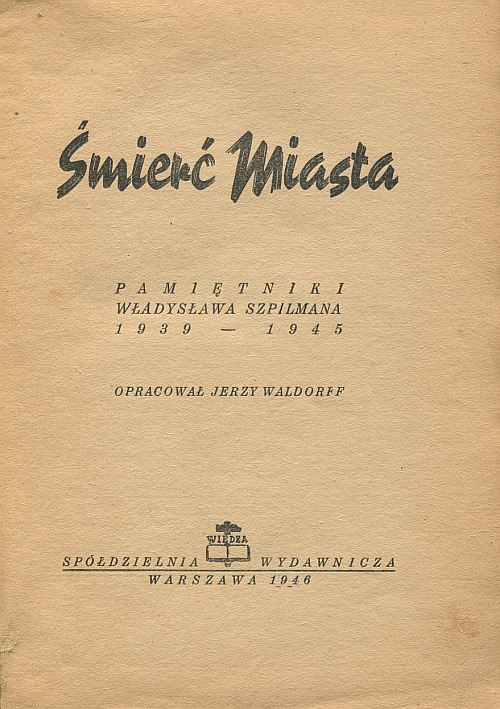 Śmierć Miasta
PAMIĘTNIKI
WŁADYSŁAWA SZPILMANA
1939 — 1945
OPRACOWAŁ JERZY WALDORFF
WIEDZA
SPÓŁDZIELNIA WYDAWNICZA
WARSZAWA 1946